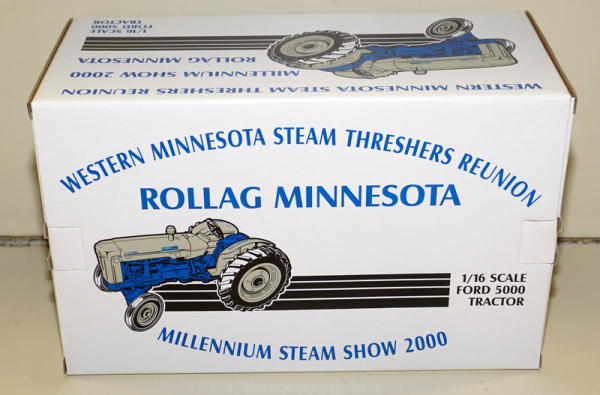 WESTERN MINNESOTA STEAM THRESHERS REUNION
MILLENNIUM SHOW 2000
ROLLAG MINNESOTA
1/16 SCALE
FORD 5000
TRACTOR
WESTERN MINNESOTA STEAM THRESHERS REUNION
ROLLAG MINNESOTA
1/16 SCALE
FORD 5000
TRACTOR
MILLENNIUM STEAM SHOW 2000